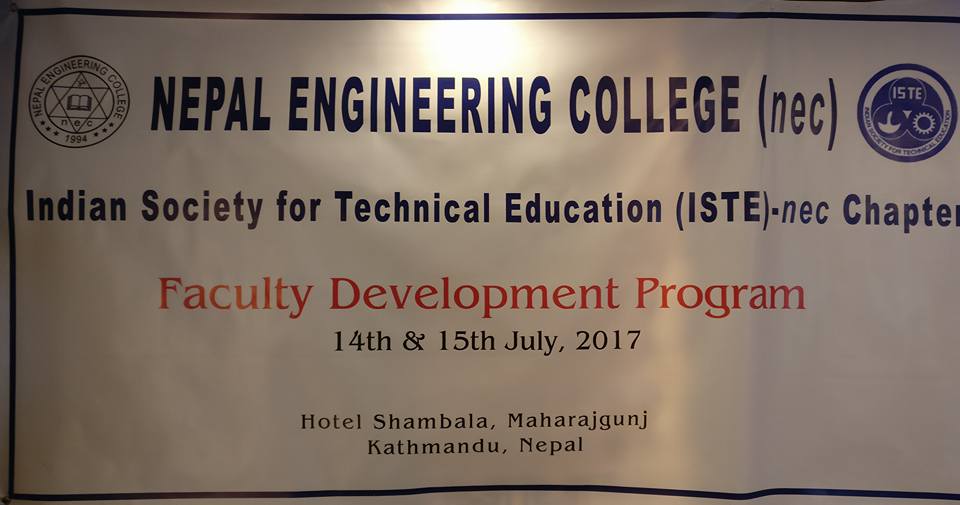 NEPAL ENGINEERING COLLEGE
nec
1994
NEPAL ENGINEERING COLLEGE (nec)
ISTE
INDIAN SOCIETY FOR TECHNICAL EDUCATION
Indian Society for Technical Education (ISTE)-nec Chapter
Faculty Development Program
14th & 15th July, 2017
Hotel Shambala, Maharajgunj
Kathmandu, Nepal